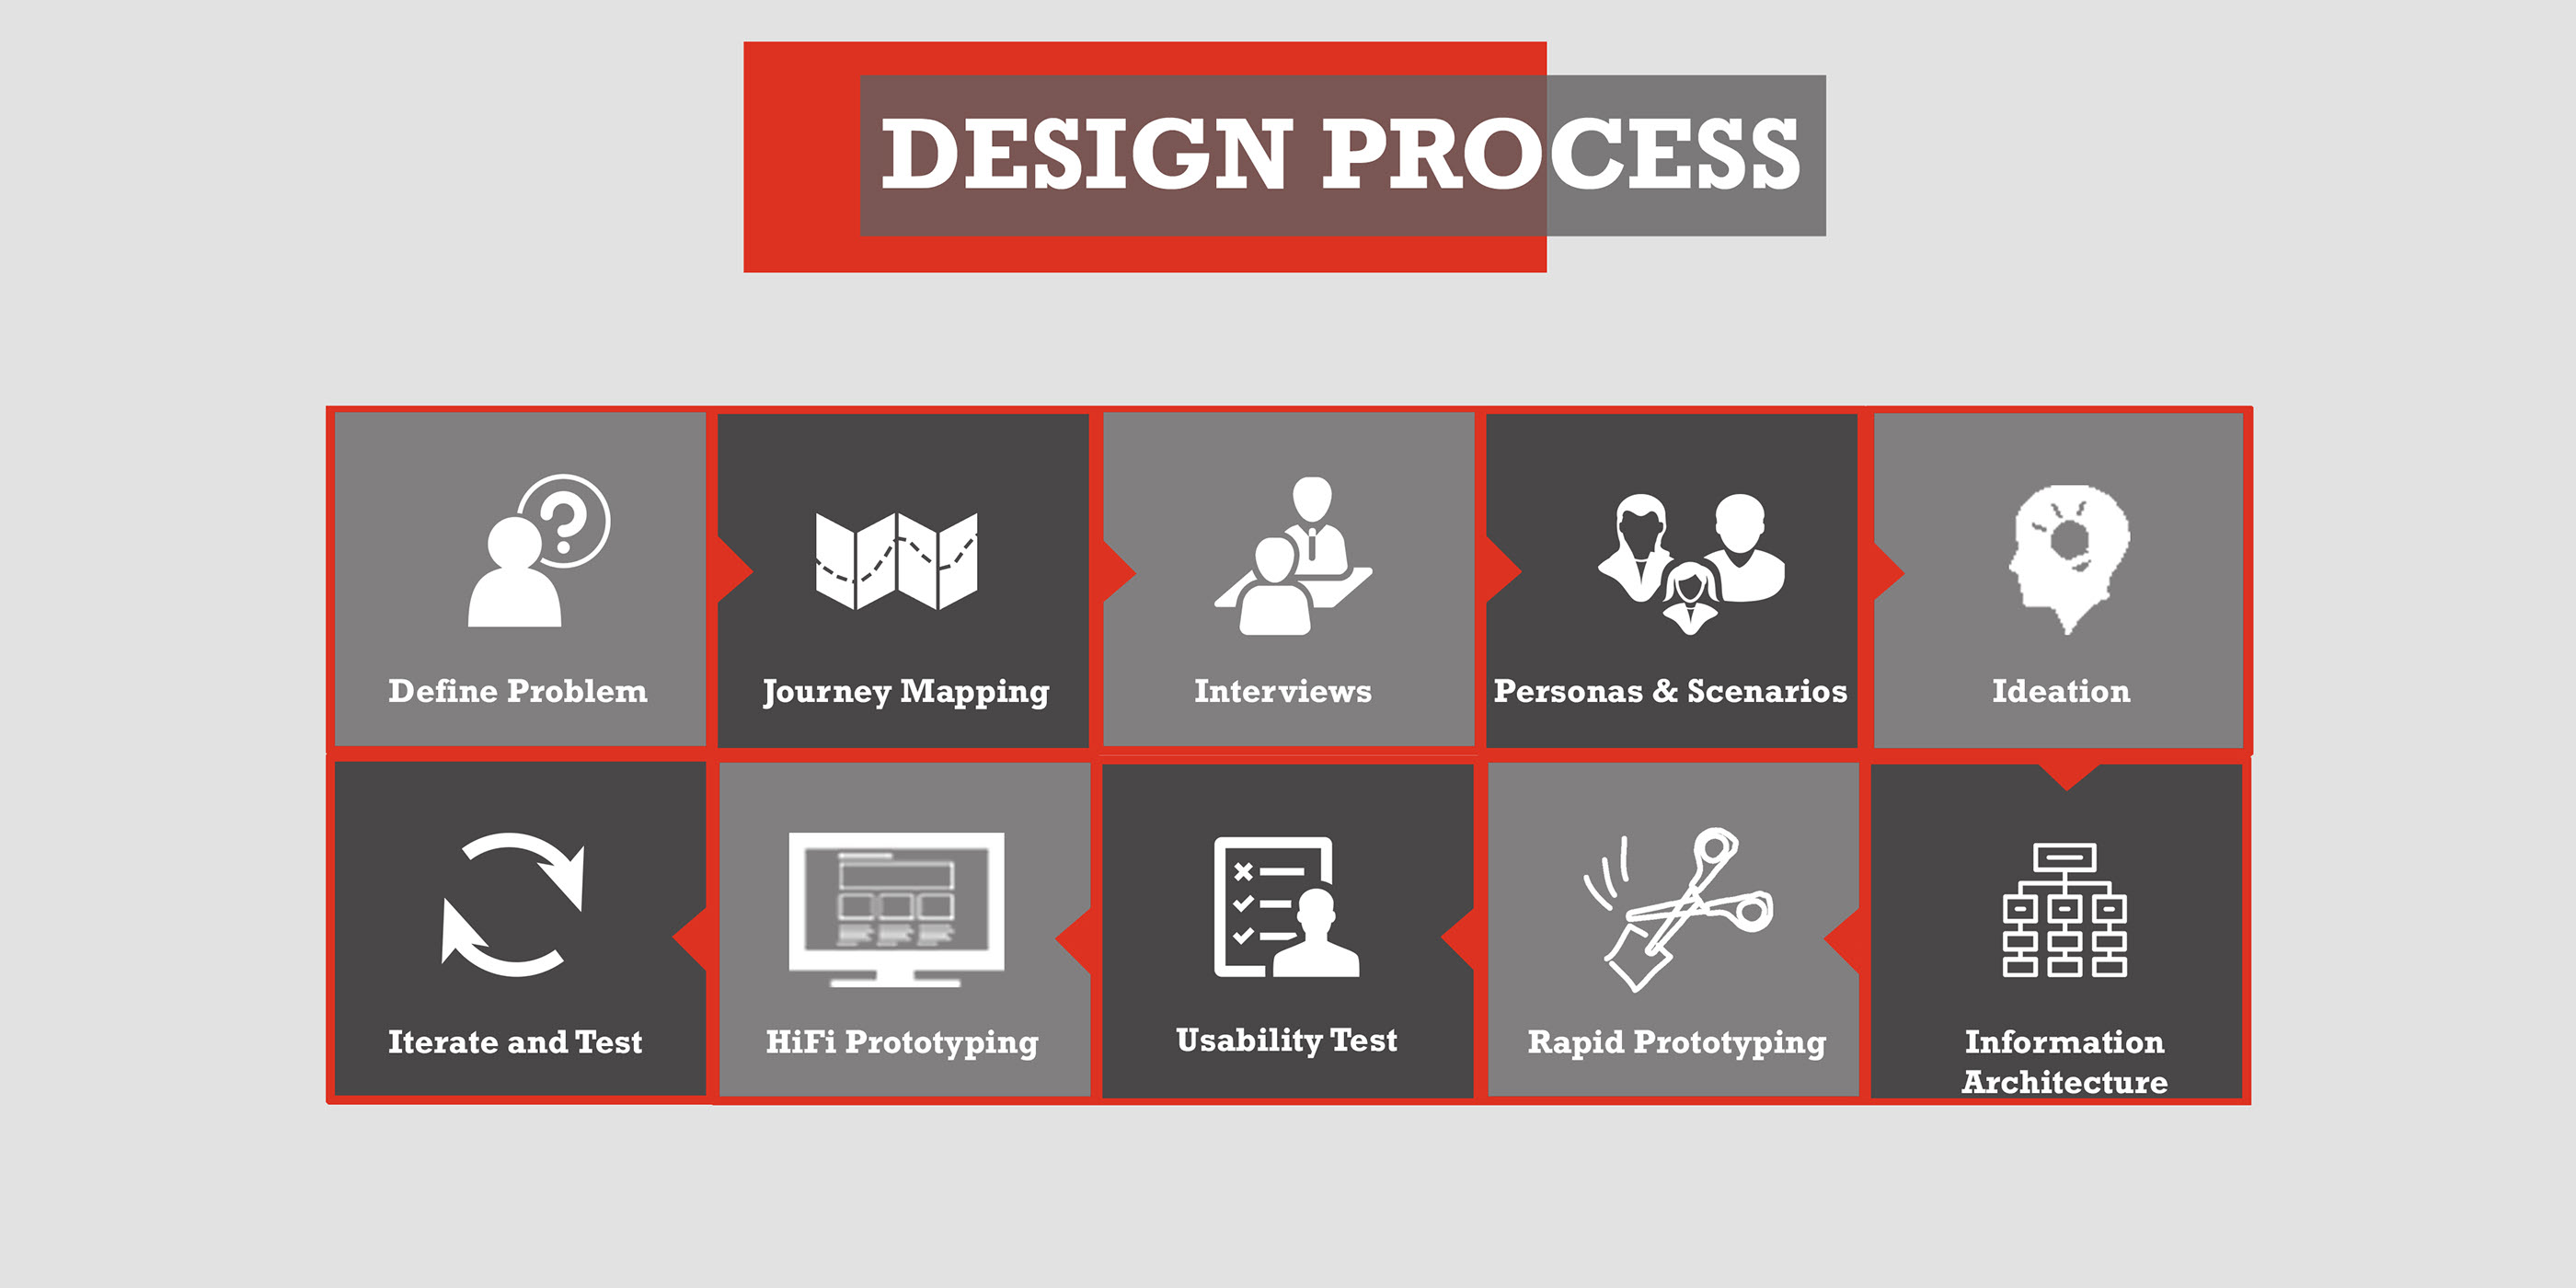 DESIGN PROCESS
Define Problem
Journey Mapping
Interviews
Personas & Scenarios
Ideation
Iterate and Test
HiFi Prototyping
Usability Test
Rapid Prototyping
Information
Architecture